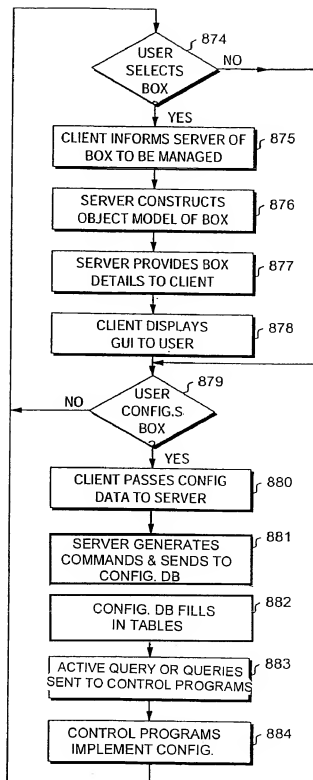 874
USER
SELECTS
BOX
?
NO
YES
CLIENT INFORMS SERVER OF
BOX TO BE MANAGED
875
SERVER CONSTRUCTS
OBJECT MODEL OF BOX
876
SERVER PROVIDES BOX
DETAILS TO CLIENT
877
CLIENT DISPLAYS
GUI TO USER
878
879
USER
CONFIG.S
BOX
?
NO
YES
CLIENT PASSES CONFIG
DATA TO SERVER
880
SERVER GENERATES
COMMANDS & SENDS TO
CONFIG. DB
881
CONFIG. DB FILLS
IN TABLES
882
ACTIVE QUERY OR QUERIES
SENT TO CONTROL PROGRAMS
883
CONTROL PROGRAMS
IMPLEMENT CONFIG.
884